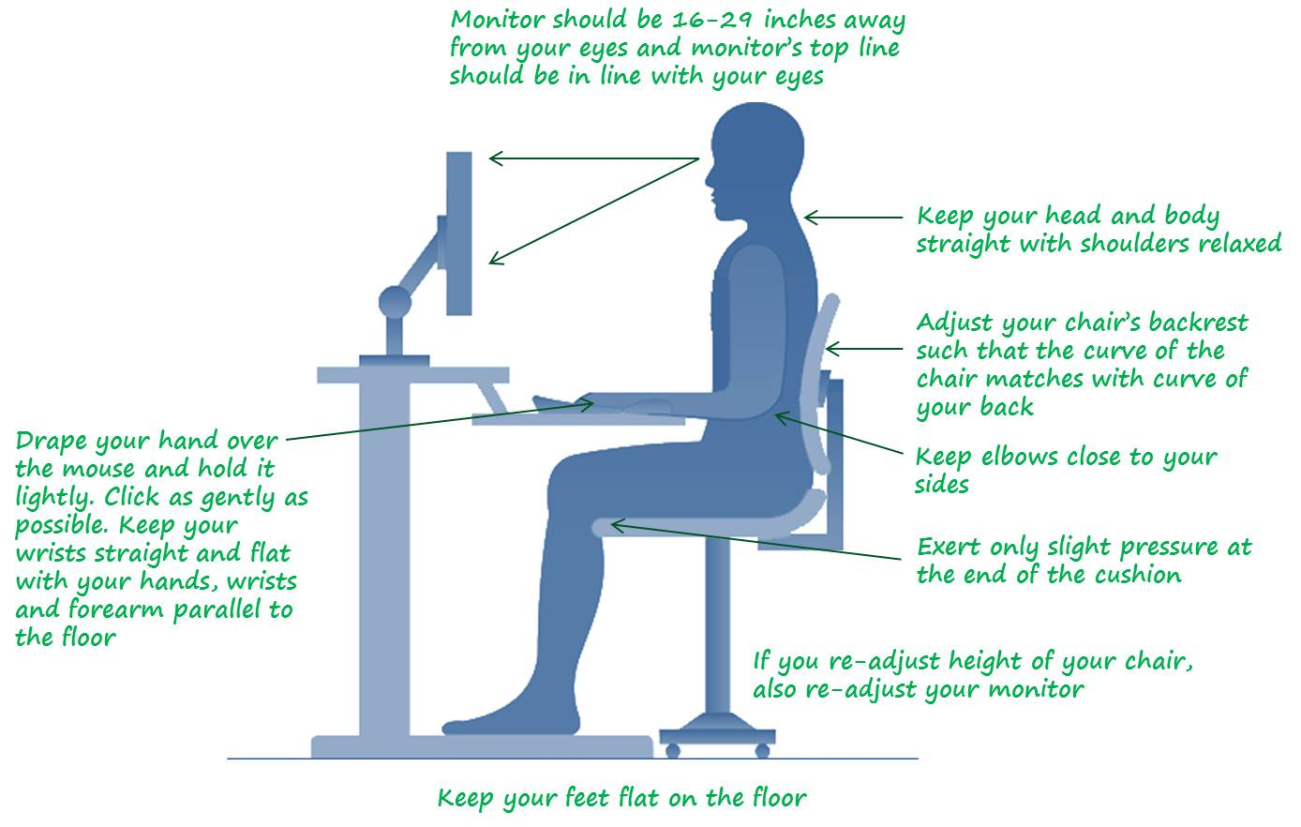 Monitor should be 16-29 inches away
from your eyes and monitor's top line
should be in line with your eyes
Keep your head and body
straight with shoulders relaxed
Adjust your chair's backrest
such that the curve of the
chair matches with curve of
your back
Drape your hand over
the mouse and hold it
lightly. Click as gently as
possible. Keep your
wrists straight and flat
with your hands, wrists
and forearm parallel to
the floor
Keep elbows close to your
sides
Exert only slight pressure at
the end of the cushion
If you re-adjust height of your chair,
also re-adjust your monitor
Keep your feet flat on the floor